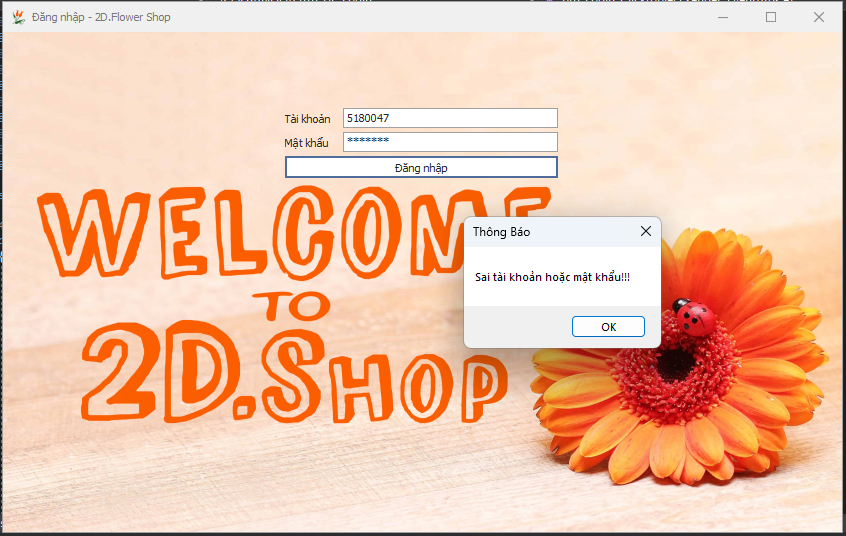 Đăng nhập - 2D.Flower Shop
Tài khoản 5180047
Mật khẩu *******
Đăng nhập
WELCOME
TO
2D.SHOP
Thông Báo
Sai tài khoản hoặc mật khẩu!!!
OK